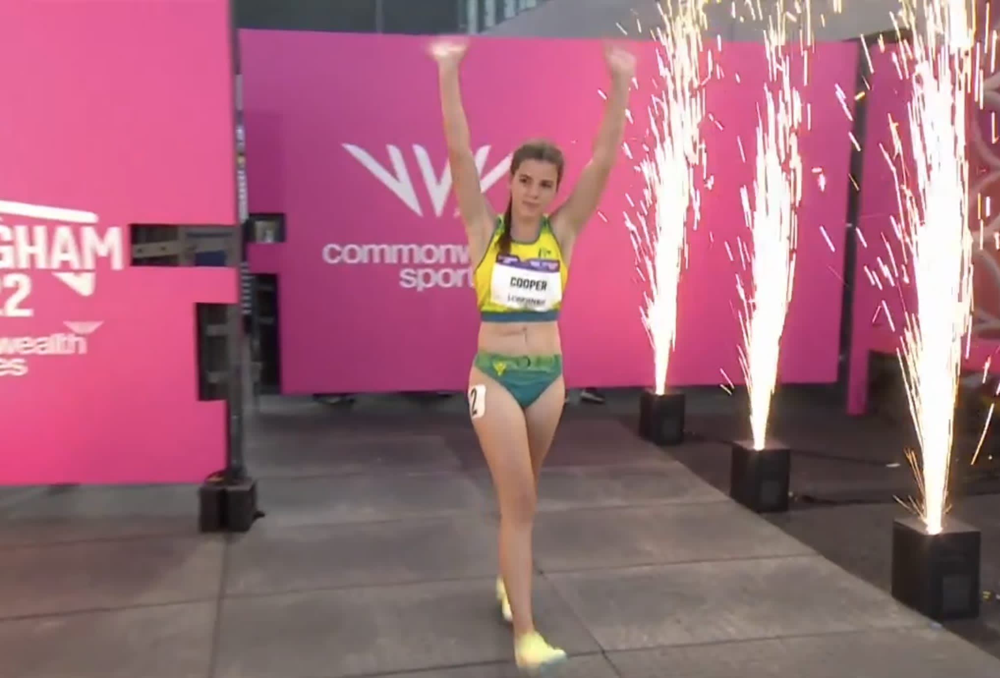 GHAM
22
wealth
es
commonw
sport
COOPER
2